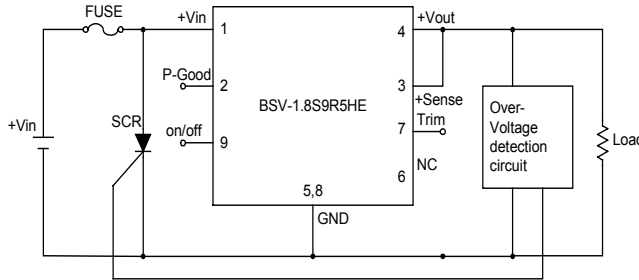 FUSE
+Vin
1
4
+Vout
P-Good
2
3
+Sense
BSV-1.8S9R5HE
SCR
on/off
9
7
Trim
6
NC
5,8
GND
+Vin
Over-
Voltage
detection
circuit
Load